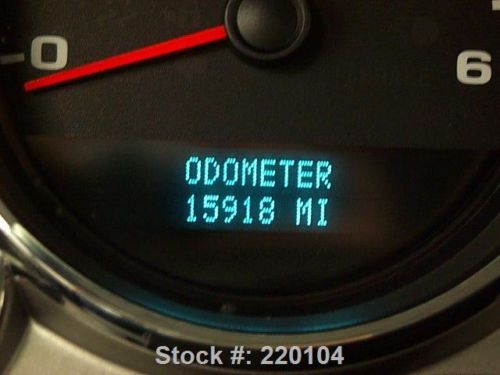 0
6
ODOMETER
15918 MI
Stock #: 220104